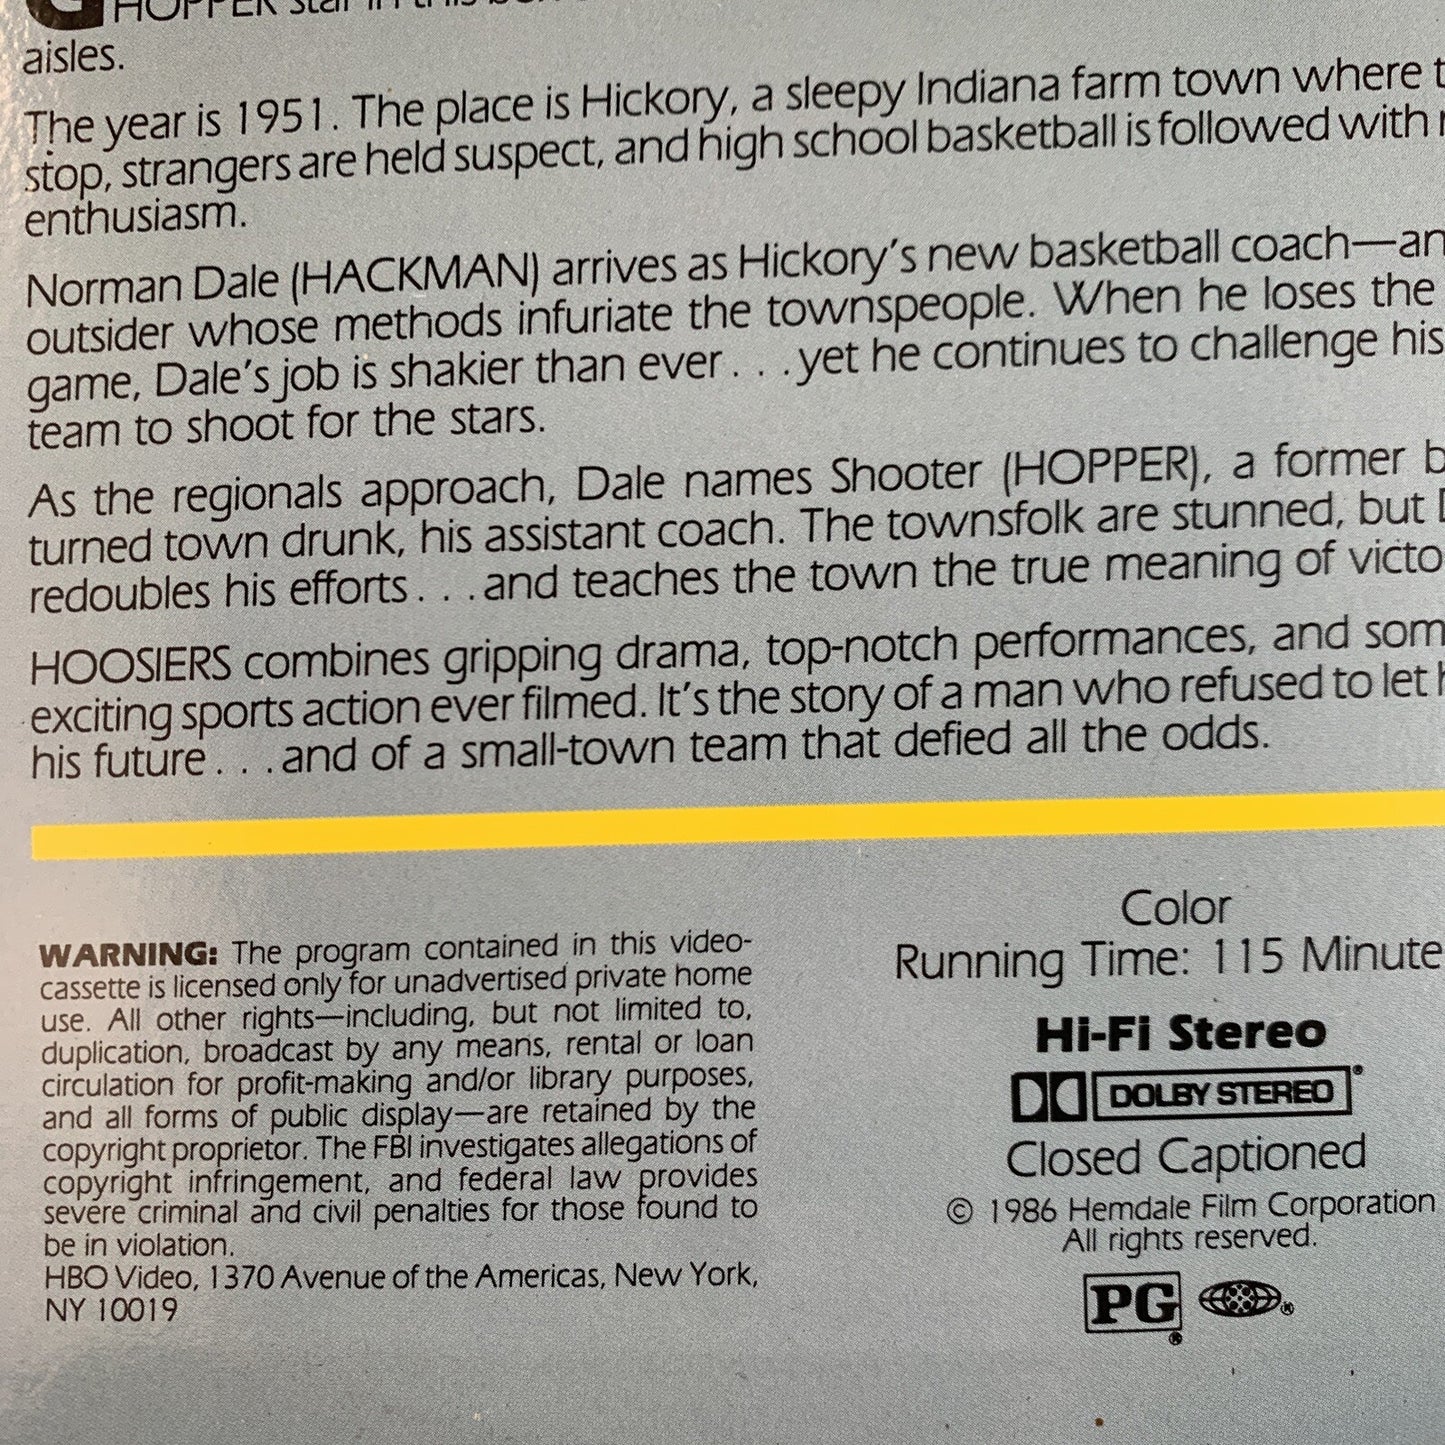 HOPPER star in this
aisles.
The year is 1951. The place is Hickory, a sleepy Indiana farm town where
stop, strangers are held suspect, and high school basketball is followed with
enthusiasm.
Norman Dale (HACKMAN) arrives as Hickory's new basketball coach—an
outsider whose methods infuriate the townspeople. When he loses the
game, Dale's job is shakier than ever . . . yet he continues to challenge his
team to shoot for the stars.
As the regionals approach, Dale names Shooter (HOPPER), a former b
turned town drunk, his assistant coach. The townsfolk are stunned, but
redoubles his efforts . . . and teaches the town the true meaning of victo
HOOSIERS combines gripping drama, top-notch performances, and som
exciting sports action ever filmed. It's the story of a man who refused to let
his future . . . and of a small-town team that defied all the odds.
WARNING: The program contained in this video-
cassette is licensed only for unadvertised private home
use. All other rights—including, but not limited to,
duplication, broadcast by any means, rental or loan
circulation for profit-making and/or library purposes,
and all forms of public display—are retained by the
copyright proprietor. The FBI investigates allegations of
copyright infringement, and federal law provides
severe criminal and civil penalties for those found to
be in violation.
HBO Video, 1370 Avenue of the Americas, New York,
NY 10019
Color
Running Time: 115 Minute
Hi-Fi Stereo
DOLBY STEREO
Closed Captioned
© 1986 Hemdale Film Corporation
All rights reserved.
PG ® ®